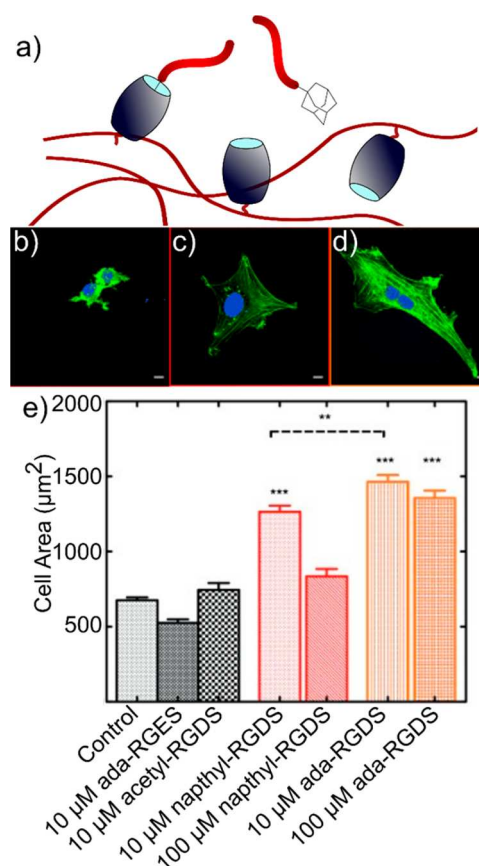 a)
b)
c)
d)
e)
2000
1500
1000
500
Cell Area (μm²)
**
***
***
***
Control
10 μM ada-RGES
10 μM acetyl-RGDS
10 μM napthyl-RGDS
100 μM napthyl-RGDS
10 μM ada-RGDS
100 μM ada-RGDS